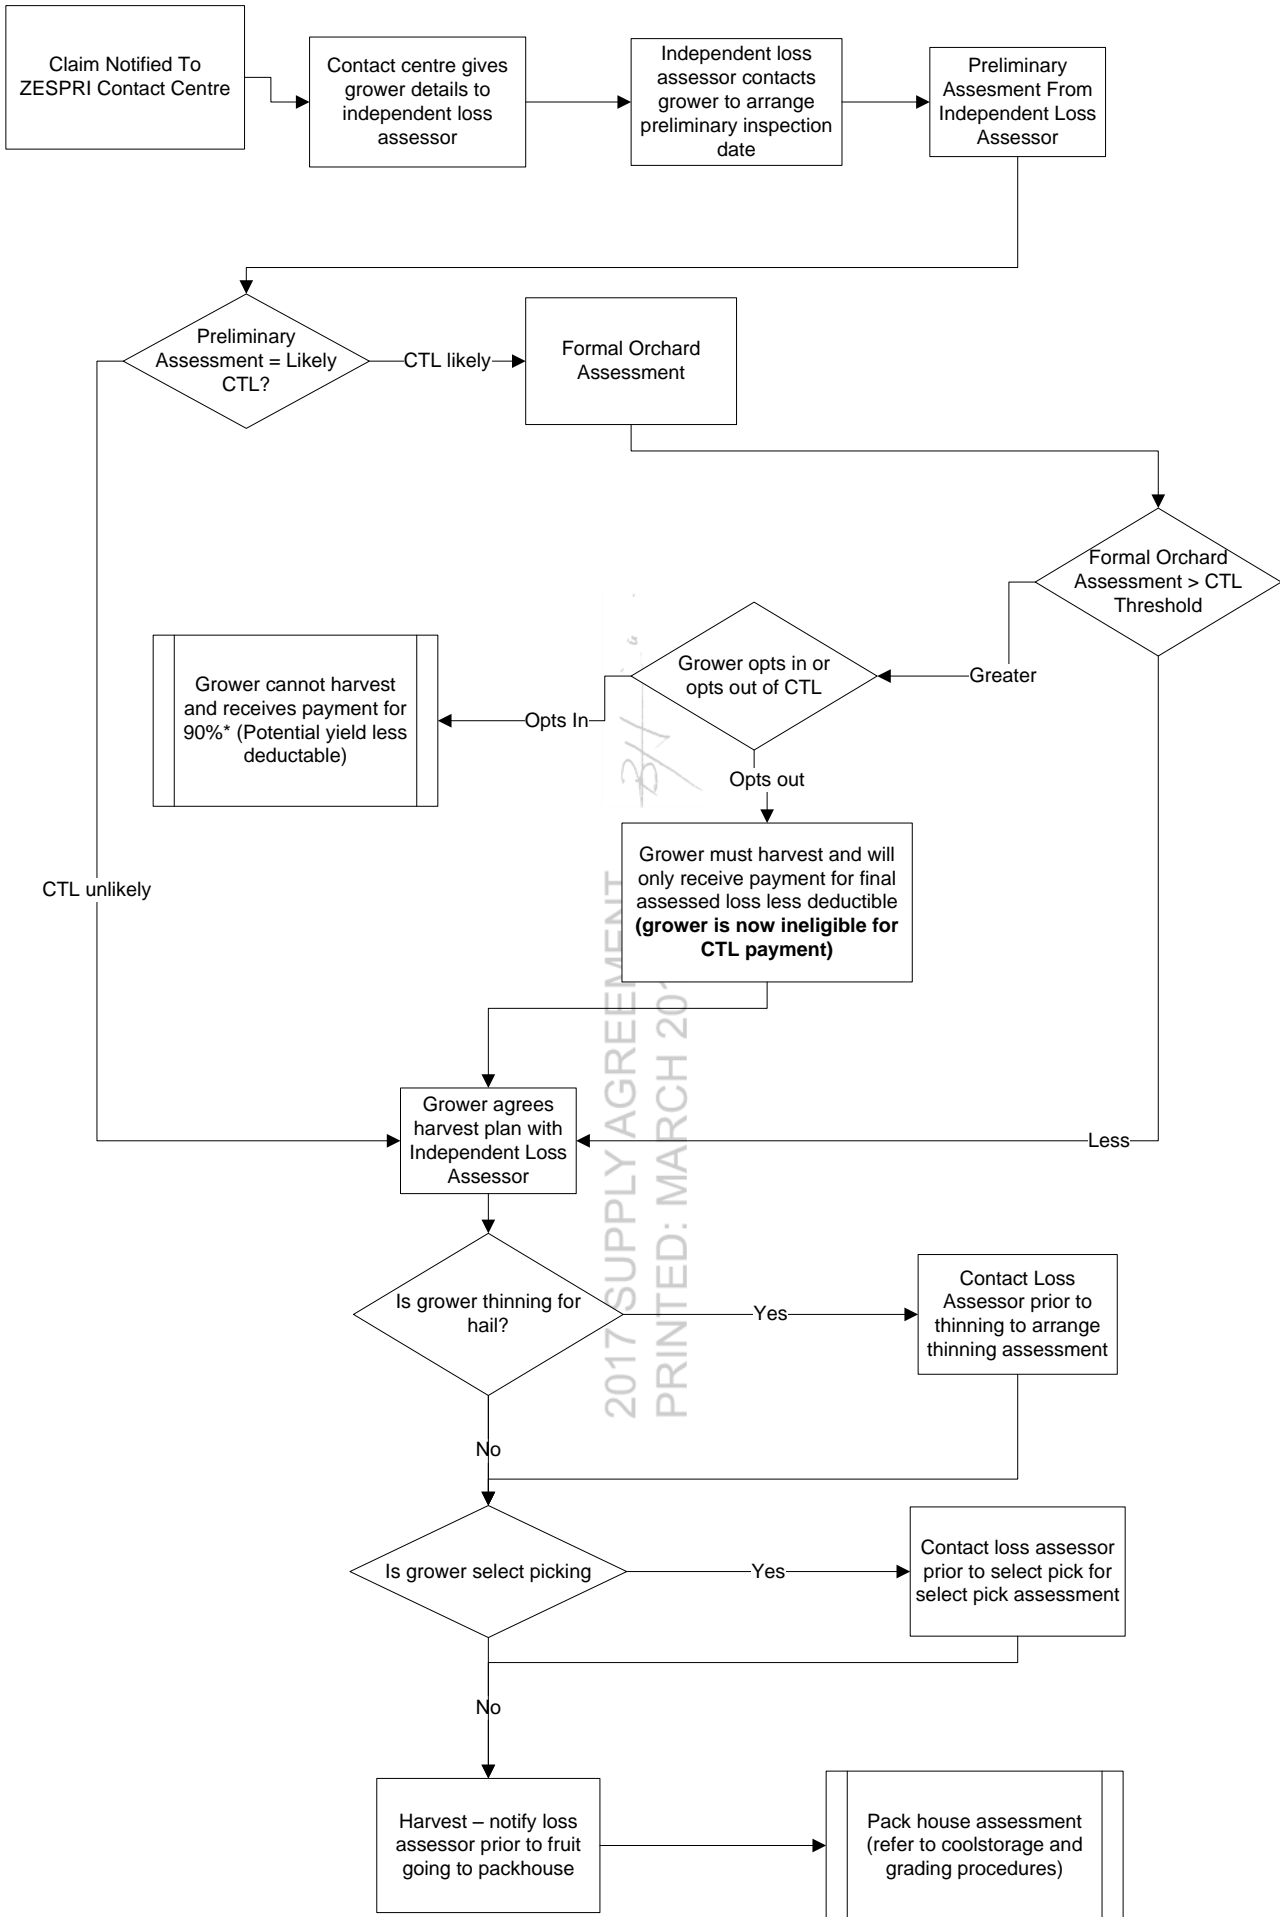 Claim Notified To
ZESPRI Contact Centre
Contact centre gives
grower details to
independent loss
assessor
Independent loss
assessor contacts
grower to arrange
preliminary inspection
date
Preliminary
Assesment From
Independent Loss
Assessor
Preliminary
Assessment = Likely
CTL?
CTL likely
Formal Orchard
Assessment
Formal Orchard
Assessment > CTL
Threshold
Greater
Grower opts in or
opts out of CTL
Opts In
Grower cannot harvest
and receives payment for
90%* (Potential yield less
deductable)
Opts out
Grower must harvest and will
only receive payment for final
assessed loss less deductible
(grower is now ineligible for
CTL payment)
CTL unlikely
Less
Grower agrees
harvest plan with
Independent Loss
Assessor
Is grower thinning for
hail?
Yes
Contact Loss
Assessor prior to
thinning to arrange
thinning assessment
No
Is grower select picking
Yes
Contact loss assessor
prior to select pick for
select pick assessment
No
Harvest – notify loss
assessor prior to fruit
going to packhouse
Pack house assessment
(refer to coolstorage and
grading procedures)
2017 SUPPLY AGREEMENT
PRINTED: MARCH